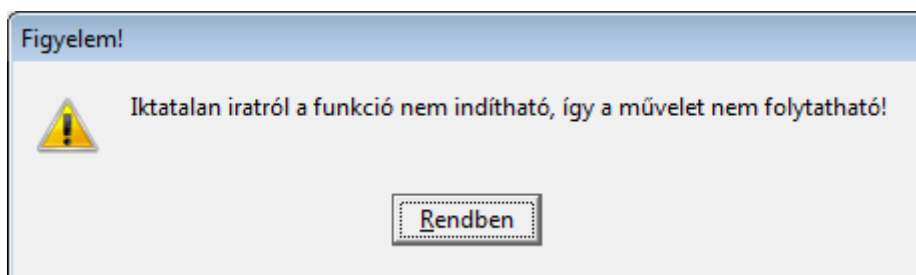 Figyelem!
Iktatalan iratról a funkció nem indítható, így a művelet nem folytatható!
Rendben